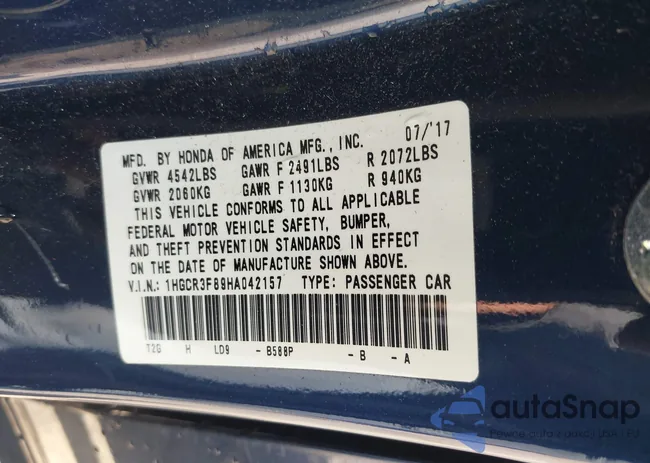 MFD. BY HONDA OF AMERICA MFG., INC. 07/'17
GVWR 4542LBS GAWR F 2491LBS R 2072LBS
GVWR 2060KG GAWR F 1130KG R 940KG
THIS VEHICLE CONFORMS TO ALL APPLICABLE
FEDERAL MOTOR VEHICLE SAFETY, BUMPER,
AND THEFT PREVENTION STANDARDS IN EFFECT
ON THE DATE OF MANUFACTURE SHOWN ABOVE.
V.I.N.: 1HGCR3F89HA042157 TYPE: PASSENGER CAR
T2G H LD9 - B588P - B - A
autaSnap